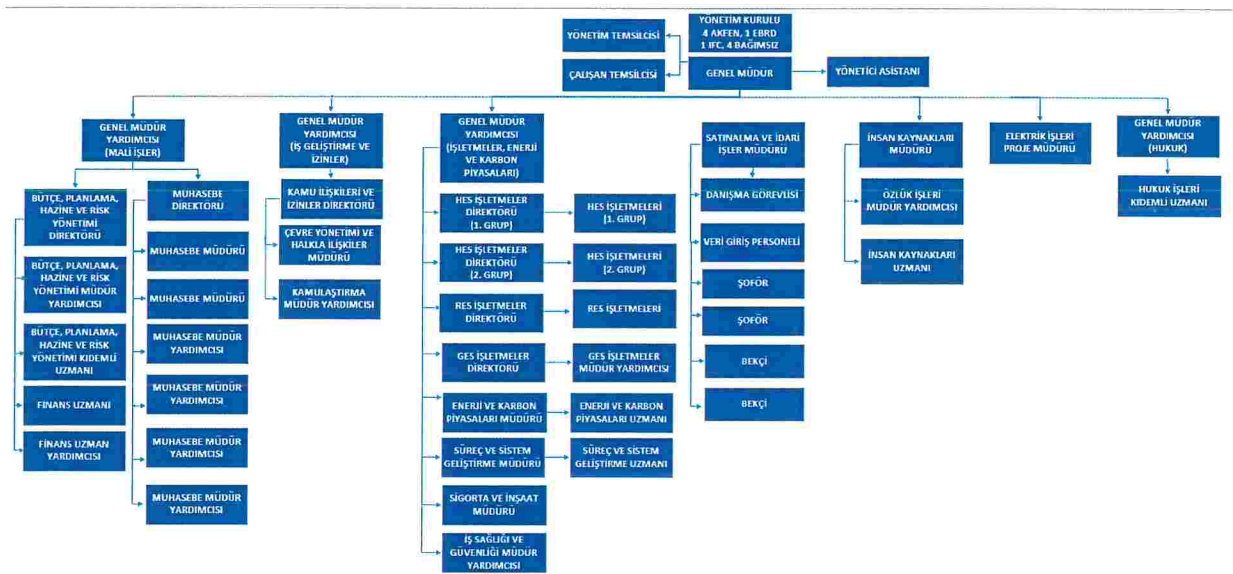 YÖNETİM KURULU
4 AKFEN, 1 EBRD
1 IFC, 4 BAĞIMSIZ
YÖNETİM TEMSİLCİSİ
ÇALIŞAN TEMSİLCİSİ
GENEL MÜDÜR
YÖNETİCİ ASİSTANI
GENEL MÜDÜR
YARDIMCISI
(MALİ İŞLER)
BÜTÇE, PLANLAMA,
HAZİNE VE RİSK
YÖNETİMİ
DİREKTÖRÜ
BÜTÇE, PLANLAMA,
HAZİNE VE RİSK
YÖNETİMİ MÜDÜR
YARDIMCISI
BÜTÇE, PLANLAMA,
HAZİNE VE RİSK
YÖNETİMİ KIDEMLİ
UZMANI
FİNANS UZMANI
FİNANS UZMAN
YARDIMCISI
MUHASEBE
DİREKTÖRÜ
MUHASEBE MÜDÜRÜ
MUHASEBE MÜDÜRÜ
MUHASEBE MÜDÜR
YARDIMCISI
MUHASEBE MÜDÜR
YARDIMCISI
MUHASEBE MÜDÜR
YARDIMCISI
MUHASEBE MÜDÜR
YARDIMCISI
GENEL MÜDÜR
YARDIMCISI
(İŞ GELİŞTİRME VE
İZİNLER)
KAMU İLİŞKİLERİ VE
İZİNLER DİREKTÖRÜ
ÇEVRE YÖNETİMİ VE
HALKLA İLİŞKİLER
MÜDÜRÜ
KAMULAŞTIRMA
MÜDÜR YARDIMCISI
GENEL MÜDÜR
YARDIMCISI
(İŞLETMELER, ENERJİ
VE KARBON
PİYASALARI)
HES İŞLETMELER
DİREKTÖRÜ
(1. GRUP)
HES İŞLETMELERİ
(1. GRUP)
HES İŞLETMELER
DİREKTÖRÜ
(2. GRUP)
HES İŞLETMELERİ
(2. GRUP)
RES İŞLETMELER
DİREKTÖRÜ
RES İŞLETMELERİ
GES İŞLETMELER
DİREKTÖRÜ
GES İŞLETMELER
MÜDÜR YARDIMCISI
ENERJİ VE KARBON
PİYASALARI MÜDÜRÜ
ENERJİ VE KARBON
PİYASALARI UZMANI
SÜREÇ VE SİSTEM
GELİŞTİRME MÜDÜRÜ
SÜREÇ VE SİSTEM
GELİŞTİRME UZMANI
SİGORTA VE İNŞAAT
MÜDÜRÜ
İŞ SAĞLIĞI VE
GÜVENLİĞİ MÜDÜR
YARDIMCISI
SATINALMA VE İDARİ
İŞLER MÜDÜRÜ
DANIŞMA GÖREVLİSİ
VERİ GİRİŞ PERSONELİ
ŞOFÖR
ŞOFÖR
BEKÇİ
BEKÇİ
İNSAN KAYNAKLARI
MÜDÜRÜ
ÖZLÜK İŞLERİ
MÜDÜR YARDIMCISI
İNSAN KAYNAKLARI
UZMANI
ELEKTRİK İŞLERİ
PROJE MÜDÜRÜ
GENEL MÜDÜR
YARDIMCISI
(HUKUK)
HUKUK İŞLERİ
KIDEMLİ UZMANI